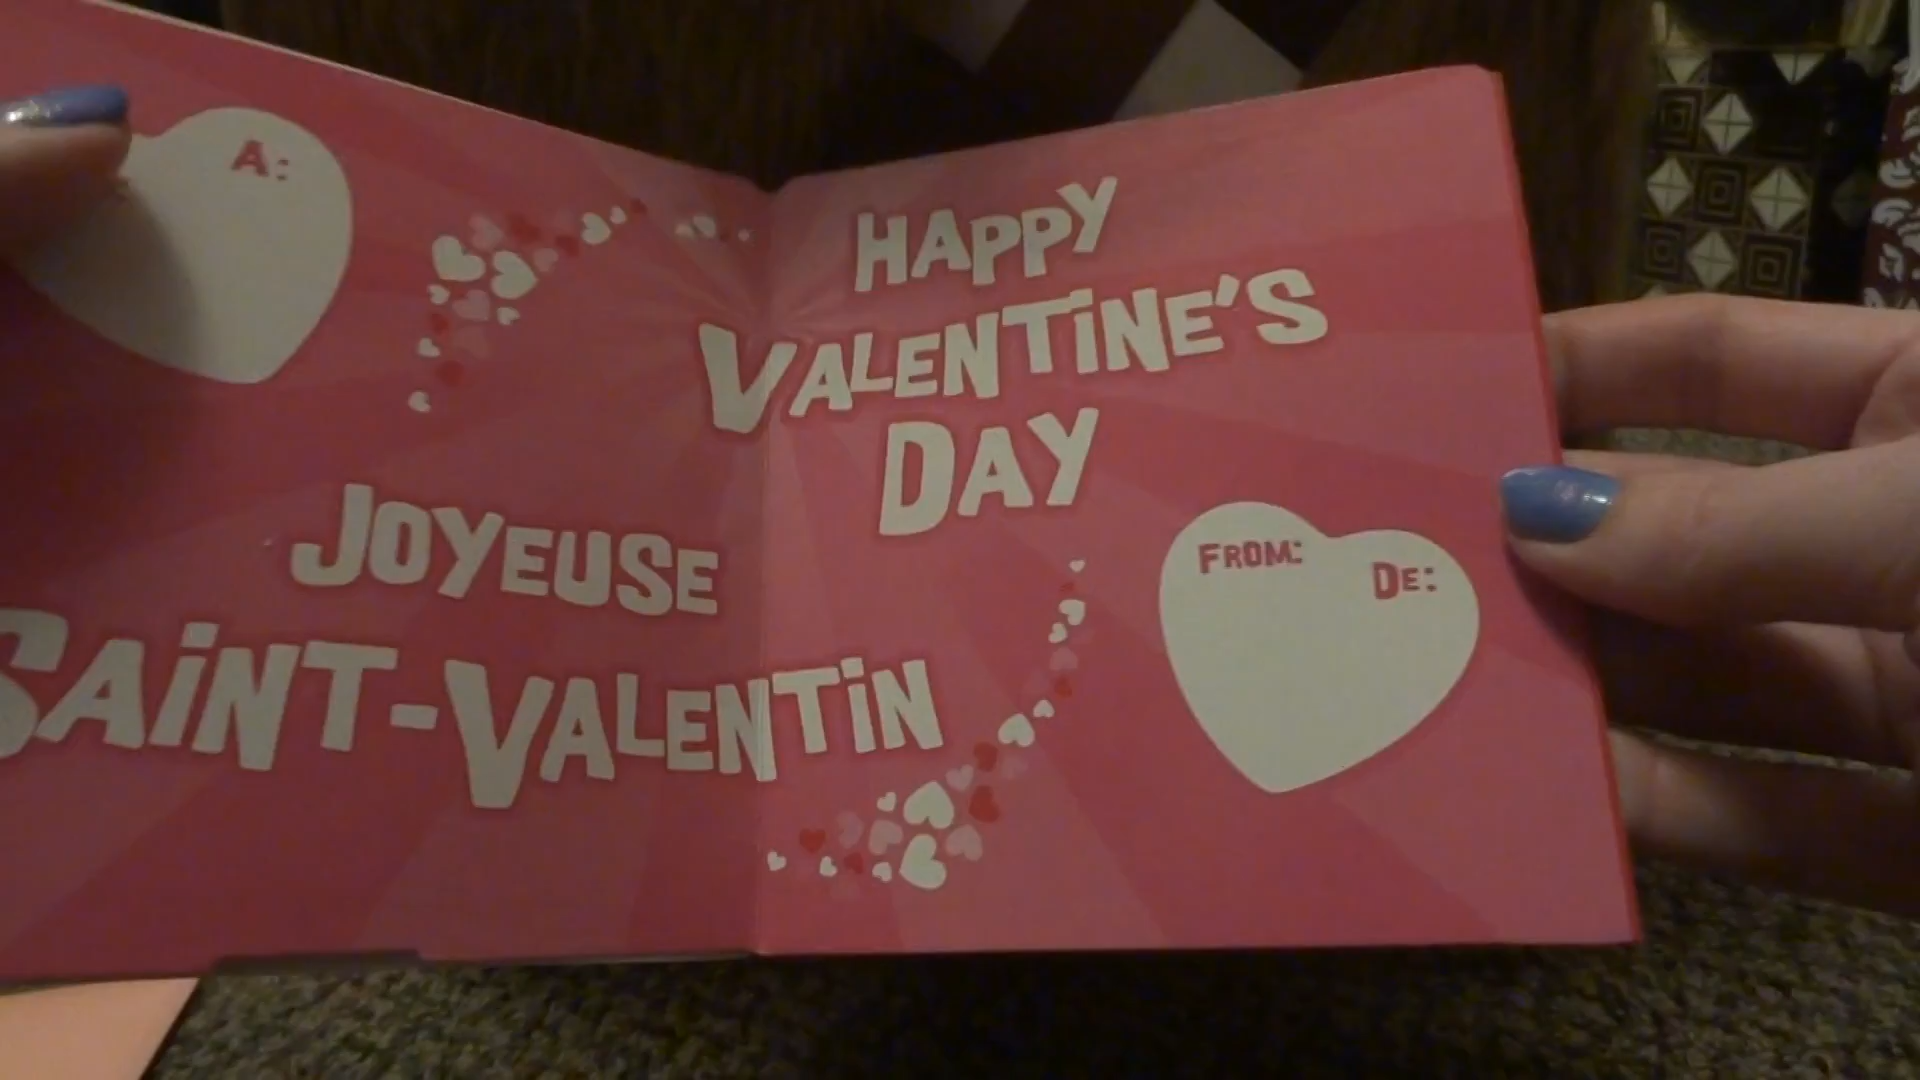 A:
HAPPY
VALENTINE'S
DAY
JOYEUSE
SAINT-VALENTIN
FROM:
DE: